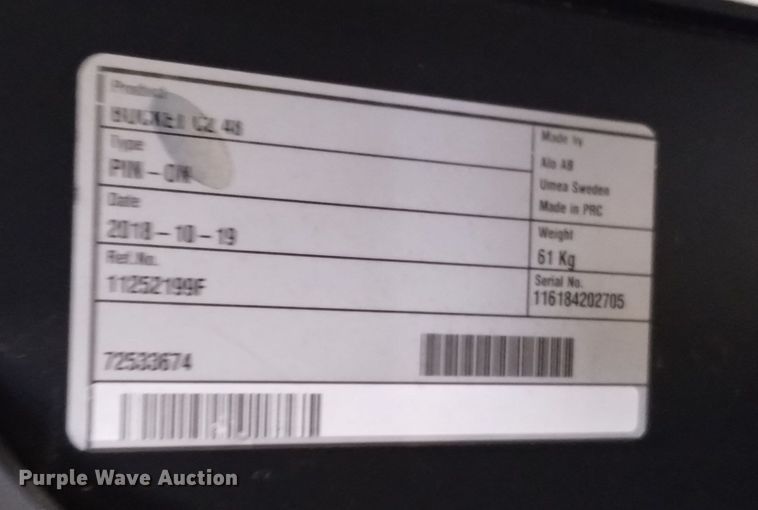 Product
BUCKET C2 48
Type
PIN-ON
Date
2018-10-19
Ref.No.
11252199F
72533674
Made by
Alo AB
Umea Sweden
Made in PRC
Weight
61 Kg
Serial No.
116184202705
Purple Wave Auction